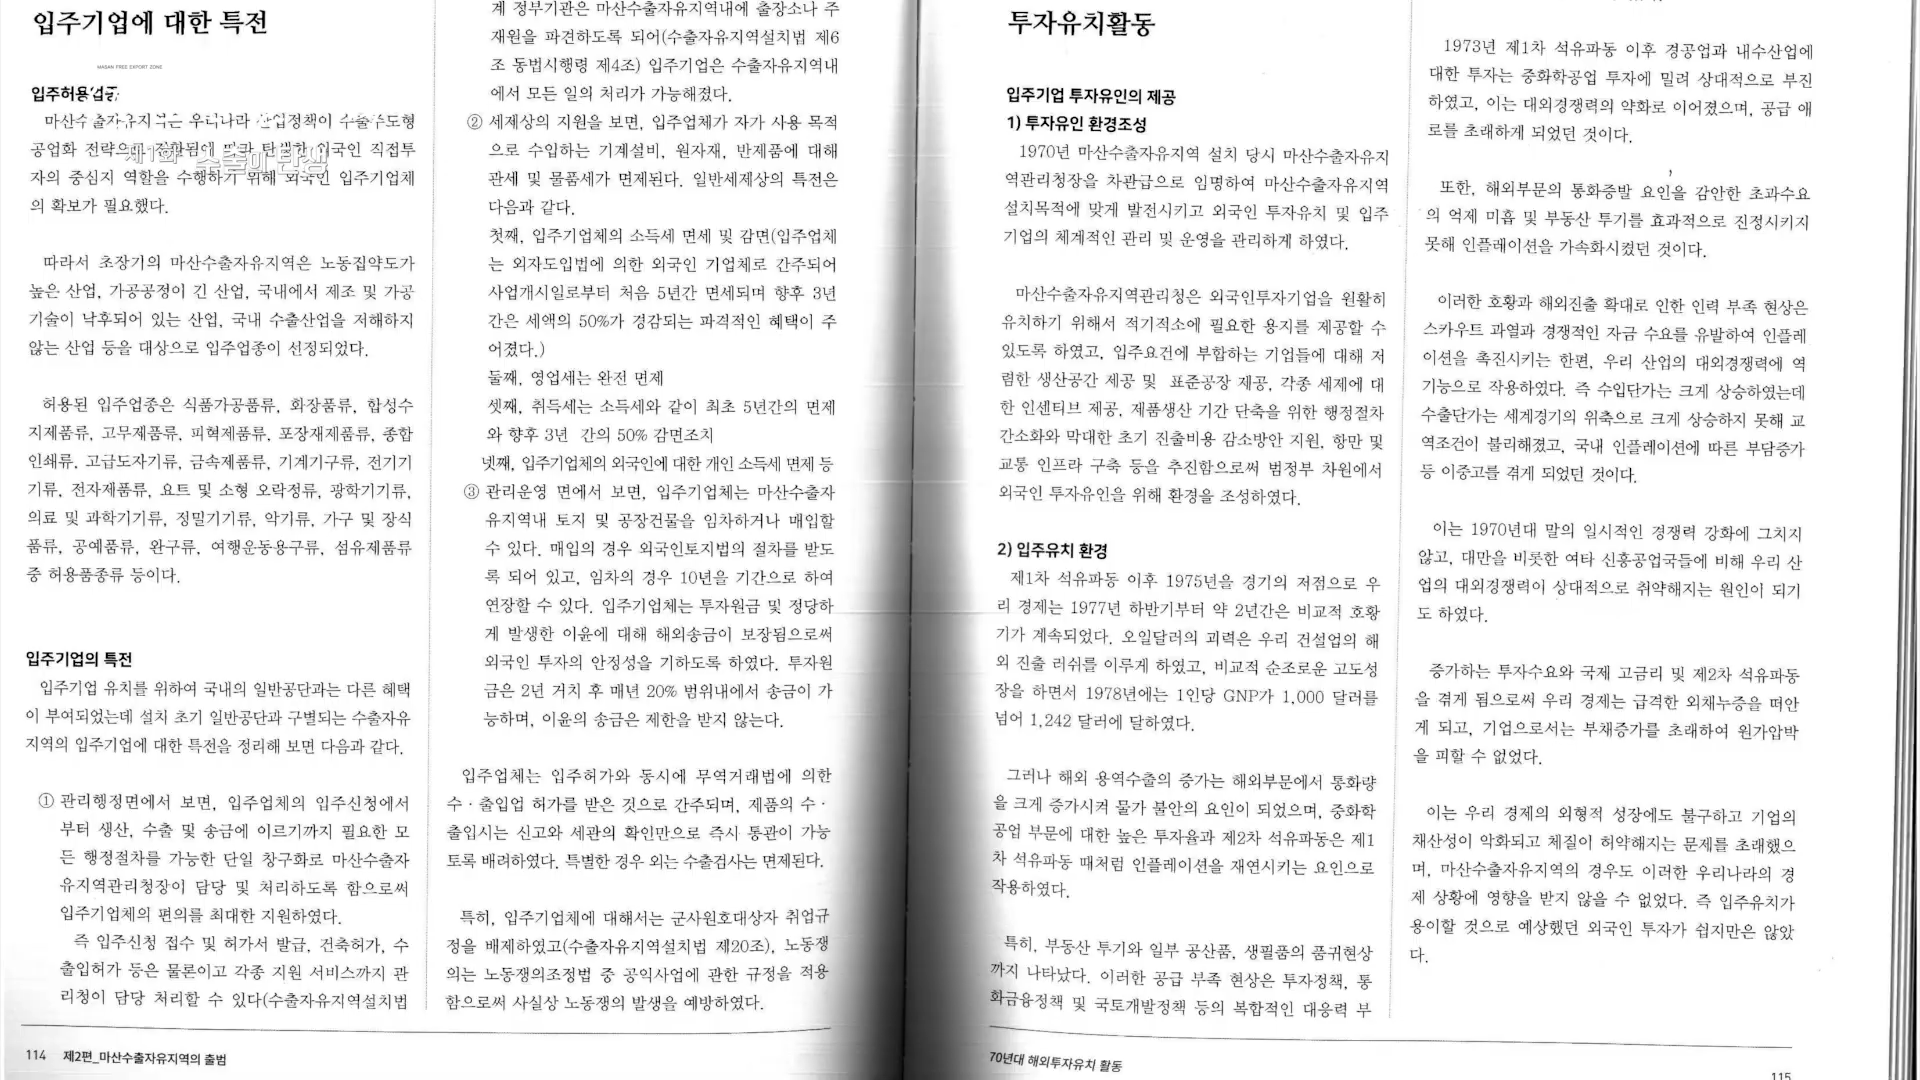 입주기업에 대한 특전
MASAN FREE EXPORT ZONE
입주허용업종
마산수출자유지역은 우리나라 산업정책이 수출주도형
공업화 전략으로
제1화 수출의 탄생
외국인 직접투
자의 중심지 역할을 수행하기 위해 외국인 입주기업체
의 확보가 필요했다.
따라서 초창기의 마산수출자유지역은 노동집약도가
높은 산업, 가공공정이 긴 산업, 국내에서 제조 및 가공
기술이 낙후되어 있는 산업, 국내 수출산업을 저해하지
않는 산업 등을 대상으로 입주업종이 선정되었다.
허용된 입주업종은 식품가공품류, 화장품류, 합성수
지제품류, 고무제품류, 피혁제품류, 포장재제품류, 종합
인쇄류, 고급도자기류, 금속제품류, 기계기구류, 전기기
기류, 전자제품류, 요트 및 소형 오락정류, 광학기기류,
의료 및 과학기기류, 정밀기기류, 악기류, 가구 및 장식
품류, 공예품류, 완구류, 여행운동용구류, 섬유제품류
중 허용품종류 등이다.
입주기업의 특전
입주기업 유치를 위하여 국내의 일반공단과는 다른 혜택
이 부여되었는데 설치 초기 일반공단과 구별되는 수출자유
지역의 입주기업에 대한 특전을 정리해 보면 다음과 같다.
① 관리행정면에서 보면, 입주업체의 입주신청에서
부터 생산, 수출 및 송금에 이르기까지 필요한 모
든 행정절차를 가능한 단일 창구화로 마산수출자
유지역관리청장이 담당 및 처리하도록 함으로써
입주기업체의 편의를 최대한 지원하였다.
즉 입주신청 접수 및 허가서 발급, 건축허가, 수
출입허가 등은 물론이고 각종 지원 서비스까지 관
리청이 담당 처리할 수 있다(수출자유지역설치법
114 제2편_마산수출자유지역의 출범
계 정부기관은 마산수출자유지역내에 출장소나 주
재원을 파견하도록 되어(수출자유지역설치법 제6
조 동법시행령 제4조) 입주기업은 수출자유지역내
에서 모든 일의 처리가 가능해졌다.
② 세제상의 지원을 보면, 입주업체가 자가 사용 목적
으로 수입하는 기계설비, 원자재, 반제품에 대해
관세 및 물품세가 면제된다. 일반세제상의 특전은
다음과 같다.
첫째, 입주기업체의 소득세 면세 및 감면(입주업체
는 외자도입법에 의한 외국인 기업체로 간주되어
사업개시일로부터 처음 5년간 면세되며 향후 3년
간은 세액의 50%가 경감되는 파격적인 혜택이 주
어졌다.)
둘째, 영업세는 완전 면제
셋째, 취득세는 소득세와 같이 최초 5년간의 면제
와 향후 3년 간의 50% 감면조치
넷째, 입주기업체의 외국인에 대한 개인 소득세 면제 등
③ 관리운영 면에서 보면, 입주기업체는 마산수출자
유지역내 토지 및 공장건물을 임차하거나 매입할
수 있다. 매입의 경우 외국인토지법의 절차를 받도
록 되어 있고, 임차의 경우 10년을 기간으로 하여
연장할 수 있다. 입주기업체는 투자원금 및 정당하
게 발생한 이윤에 대해 해외송금이 보장됨으로써
외국인 투자의 안정성을 기하도록 하였다. 투자원
금은 2년 거치 후 매년 20% 범위내에서 송금이 가
능하며, 이윤의 송금은 제한을 받지 않는다.
입주업체는 입주허가와 동시에 무역거래법에 의한
수·출입업 허가를 받은 것으로 간주되며, 제품의 수·
출입시는 신고와 세관의 확인만으로 즉시 통관이 가능
토록 배려하였다. 특별한 경우 외는 수출검사는 면제된다.
특히, 입주기업체에 대해서는 군사원호대상자 취업규
정을 배제하였고(수출자유지역설치법 제20조), 노동쟁
의는 노동쟁의조정법 중 공익사업에 관한 규정을 적용
함으로써 사실상 노동쟁의 발생을 예방하였다.
투자유치활동
입주기업 투자유인의 제공
1) 투자유인 환경조성
1970년 마산수출자유지역 설치 당시 마산수출자유지
역관리청장을 차관급으로 임명하여 마산수출자유지역
설치목적에 맞게 발전시키고 외국인 투자유치 및 입주
기업의 체계적인 관리 및 운영을 관리하게 하였다.
마산수출자유지역관리청은 외국인투자기업을 원활히
유치하기 위해서 적기적소에 필요한 용지를 제공할 수
있도록 하였고, 입주요건에 부합하는 기업들에 대해 저
렴한 생산공간 제공 및 표준공장 제공, 각종 세제에 대
한 인센티브 제공, 제품생산 기간 단축을 위한 행정절차
간소화와 막대한 초기 진출비용 감소방안 지원, 항만 및
교통 인프라 구축 등을 추진함으로써 범정부 차원에서
외국인 투자유인을 위해 환경을 조성하였다.
2) 입주유치 환경
제1차 석유파동 이후 1975년을 경기의 저점으로 우
리 경제는 1977년 하반기부터 약 2년간은 비교적 호황
기가 계속되었다. 오일달러의 괴력은 우리 건설업의 해
외 진출 러쉬를 이루게 하였고, 비교적 순조로운 고도성
장을 하면서 1978년에는 1인당 GNP가 1,000 달러를
넘어 1,242 달러에 달하였다.
그러나 해외 용역수출의 증가는 해외부문에서 통화량
을 크게 증가시켜 물가 불안의 요인이 되었으며, 중화학
공업 부문에 대한 높은 투자율과 제2차 석유파동은 제1
차 석유파동 때처럼 인플레이션을 재연시키는 요인으로
작용하였다.
특히, 부동산 투기와 일부 공산품, 생필품의 품귀현상
까지 나타났다. 이러한 공급 부족 현상은 투자정책, 통
화금융정책 및 국토개발정책 등의 복합적인 대응력 부
70년대 해외투자유치 활동
1973년 제1차 석유파동 이후 경공업과 내수산업에
대한 투자는 중화학공업 투자에 밀려 상대적으로 부진
하였고, 이는 대외경쟁력의 약화로 이어졌으며, 공급 애
로를 초래하게 되었던 것이다.
또한, 해외부문의 통화증발 요인을 감안한 초과수요
의 억제 미흡 및 부동산 투기를 효과적으로 진정시키지
못해 인플레이션을 가속화시켰던 것이다.
이러한 호황과 해외진출 확대로 인한 인력 부족 현상은
스카우트 과열과 경쟁적인 자금 수요를 유발하여 인플레
이션을 촉진시키는 한편, 우리 산업의 대외경쟁력에 역
기능으로 작용하였다. 즉 수입단가는 크게 상승하였는데
수출단가는 세계경기의 위축으로 크게 상승하지 못해 교
역조건이 불리해졌고, 국내 인플레이션에 따른 부담증가
등 이중고를 겪게 되었던 것이다.
이는 1970년대 말의 일시적인 경쟁력 강화에 그치지
않고, 대만을 비롯한 여타 신흥공업국들에 비해 우리 산
업의 대외경쟁력이 상대적으로 취약해지는 원인이 되기
도 하였다.
증가하는 투자수요와 국제 고금리 및 제2차 석유파동
을 겪게 됨으로써 우리 경제는 급격한 외채누증을 떠안
게 되고, 기업으로서는 부채증가를 초래하여 원가압박
을 피할 수 없었다.
이는 우리 경제의 외형적 성장에도 불구하고 기업의
채산성이 악화되고 체질이 허약해지는 문제를 초래했으
며, 마산수출자유지역의 경우도 이러한 우리나라의 경
제 상황에 영향을 받지 않을 수 없었다. 즉 입주유치가
용이할 것으로 예상했던 외국인 투자가 쉽지만은 않았
다.
115